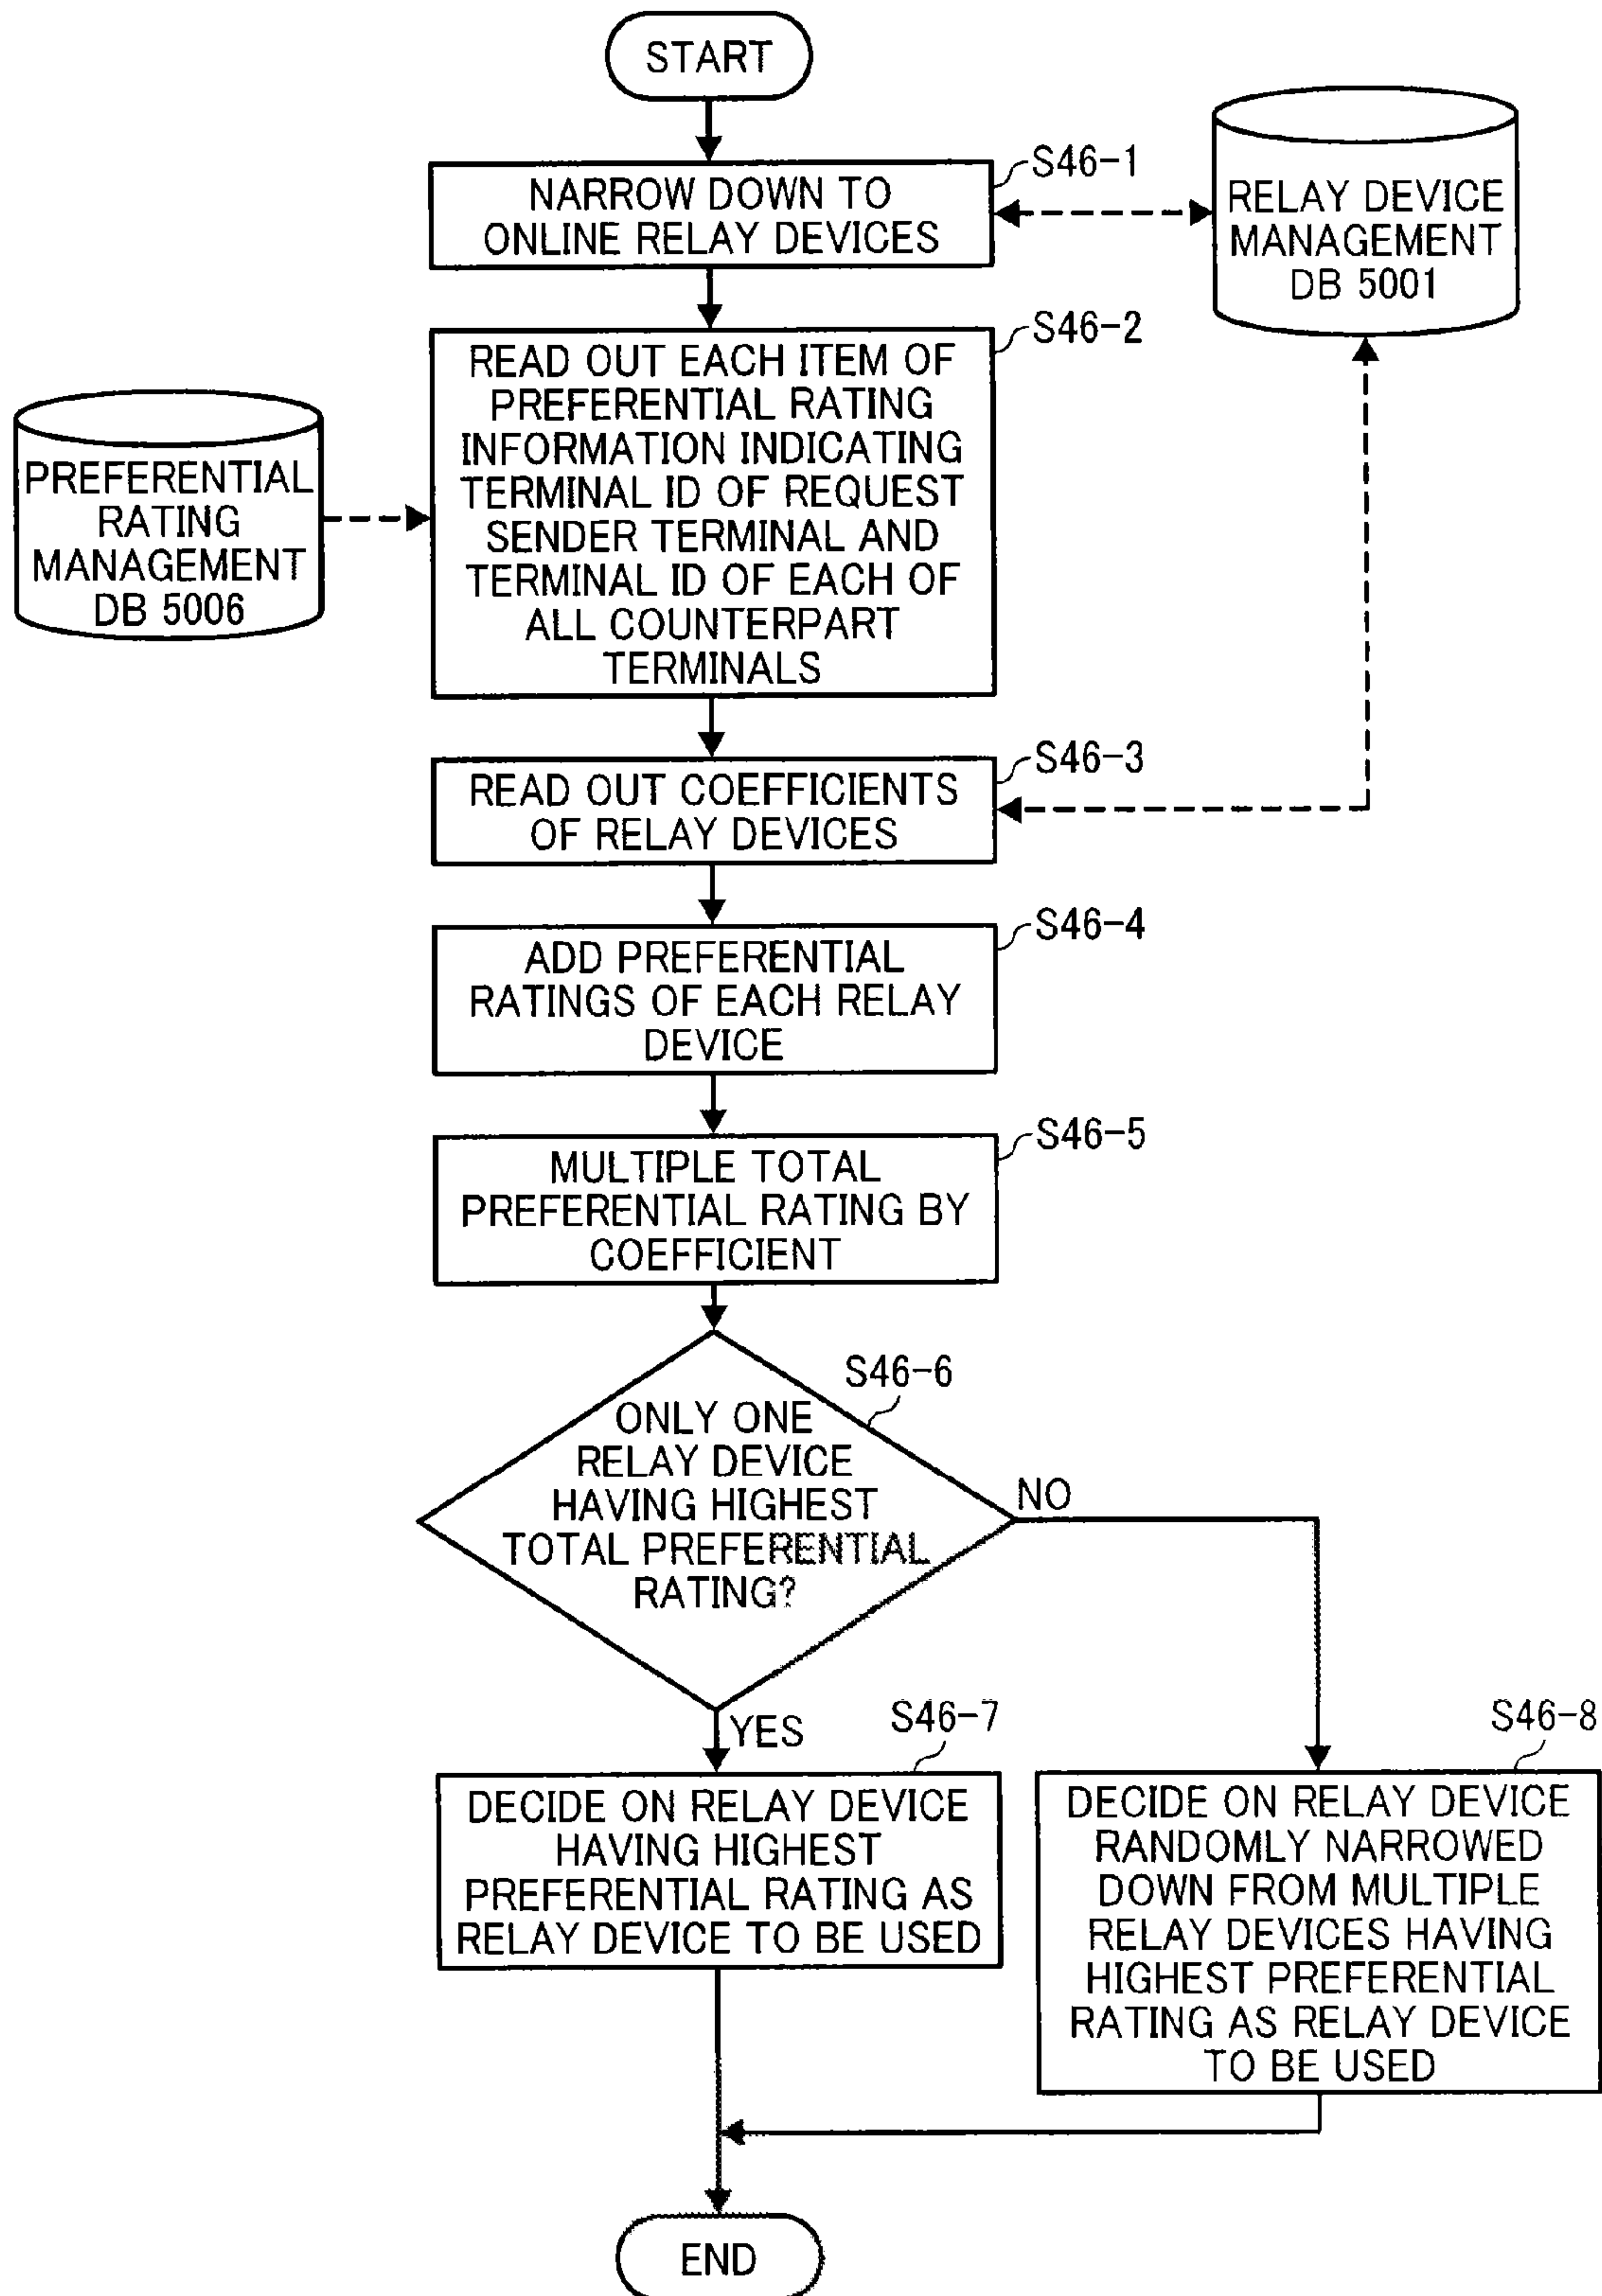 START
S46-1
NARROW DOWN TO
ONLINE RELAY DEVICES
RELAY DEVICE
MANAGEMENT
DB 5001
S46-2
READ OUT EACH ITEM OF
PREFERENTIAL RATING
INFORMATION INDICATING
TERMINAL ID OF REQUEST
SENDER TERMINAL AND
TERMINAL ID OF EACH OF
ALL COUNTERPART
TERMINALS
PREFERENTIAL
RATING
MANAGEMENT
DB 5006
S46-3
READ OUT COEFFICIENTS
OF RELAY DEVICES
S46-4
ADD PREFERENTIAL
RATINGS OF EACH RELAY
DEVICE
S46-5
MULTIPLE TOTAL
PREFERENTIAL RATING BY
COEFFICIENT
S46-6
ONLY ONE
RELAY DEVICE
HAVING HIGHEST
TOTAL PREFERENTIAL
RATING?
NO
YES
S46-7
DECIDE ON RELAY DEVICE
HAVING HIGHEST
PREFERENTIAL RATING AS
RELAY DEVICE TO BE USED
S46-8
DECIDE ON RELAY DEVICE
RANDOMLY NARROWED
DOWN FROM MULTIPLE
RELAY DEVICES HAVING
HIGHEST PREFERENTIAL
RATING AS RELAY DEVICE
TO BE USED
END